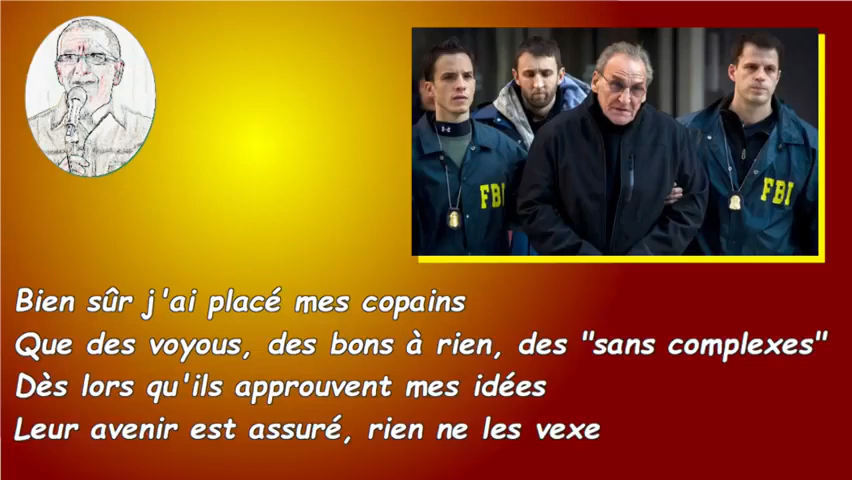 FBI
FBI
Bien sûr j'ai placé mes copains
Que des voyous, des bons à rien, des "sans complexes"
Dès lors qu'ils approuvent mes idées
Leur avenir est assuré, rien ne les vexe